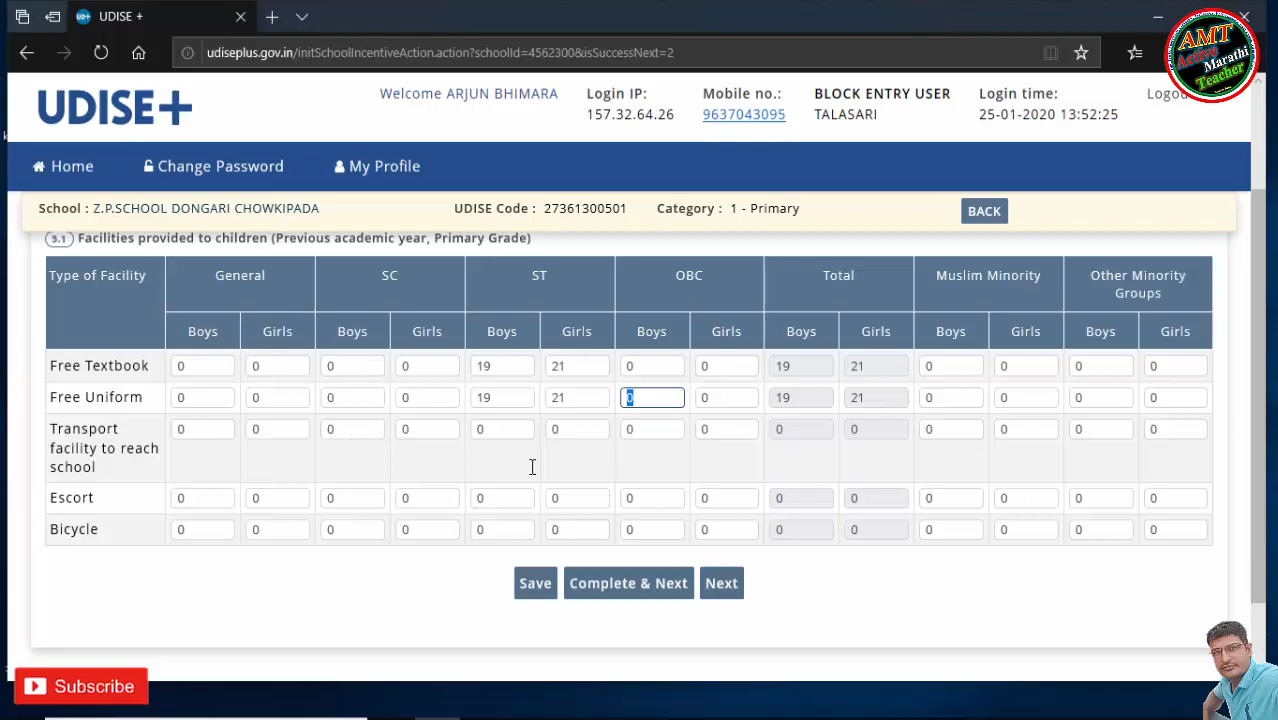 UDISE +
udiseplus.gov.in/initSchoolIncentiveAction.action?schoolId=4562300&isSuccessNext=2
AMT
Active
Marathi
Teacher
UDISE+
Welcome ARJUN BHIMARA
Login IP:
157.32.64.26
Mobile no.:
9637043095
BLOCK ENTRY USER
TALASARI
Login time:
25-01-2020 13:52:25
Logou
Home Change Password My Profile
School : Z.P.SCHOOL DONGARI CHOWKIPADA UDISE Code : 27361300501 Category : 1 - Primary BACK
5.1 Facilities provided to children (Previous academic year, Primary Grade)
Type of Facility General SC ST OBC Total Muslim Minority Other Minority
Groups
Boys Girls Boys Girls Boys Girls Boys Girls Boys Girls Boys Girls Boys Girls
Free Textbook 0 0 0 0 19 21 0 0 19 21 0 0 0 0
Free Uniform 0 0 0 0 19 21 0 0 19 21 0 0 0 0
Transport 0 0 0 0 0 0 0 0 0 0 0 0 0 0
facility to reach
school
Escort 0 0 0 0 0 0 0 0 0 0 0 0 0 0
Bicycle 0 0 0 0 0 0 0 0 0 0 0 0 0 0
Save Complete & Next Next
Subscribe